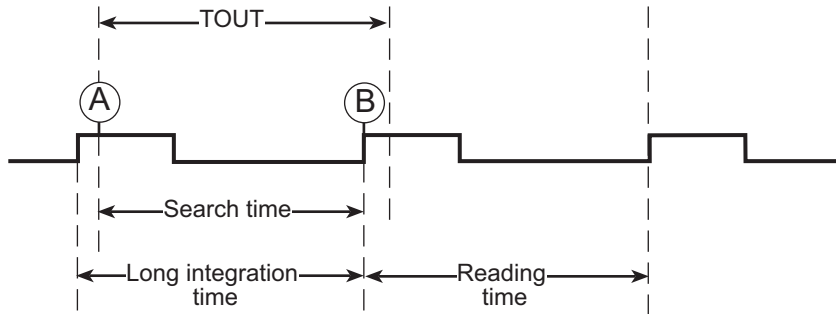 TOUT
A
B
Search time
Long integration
time
Reading
time